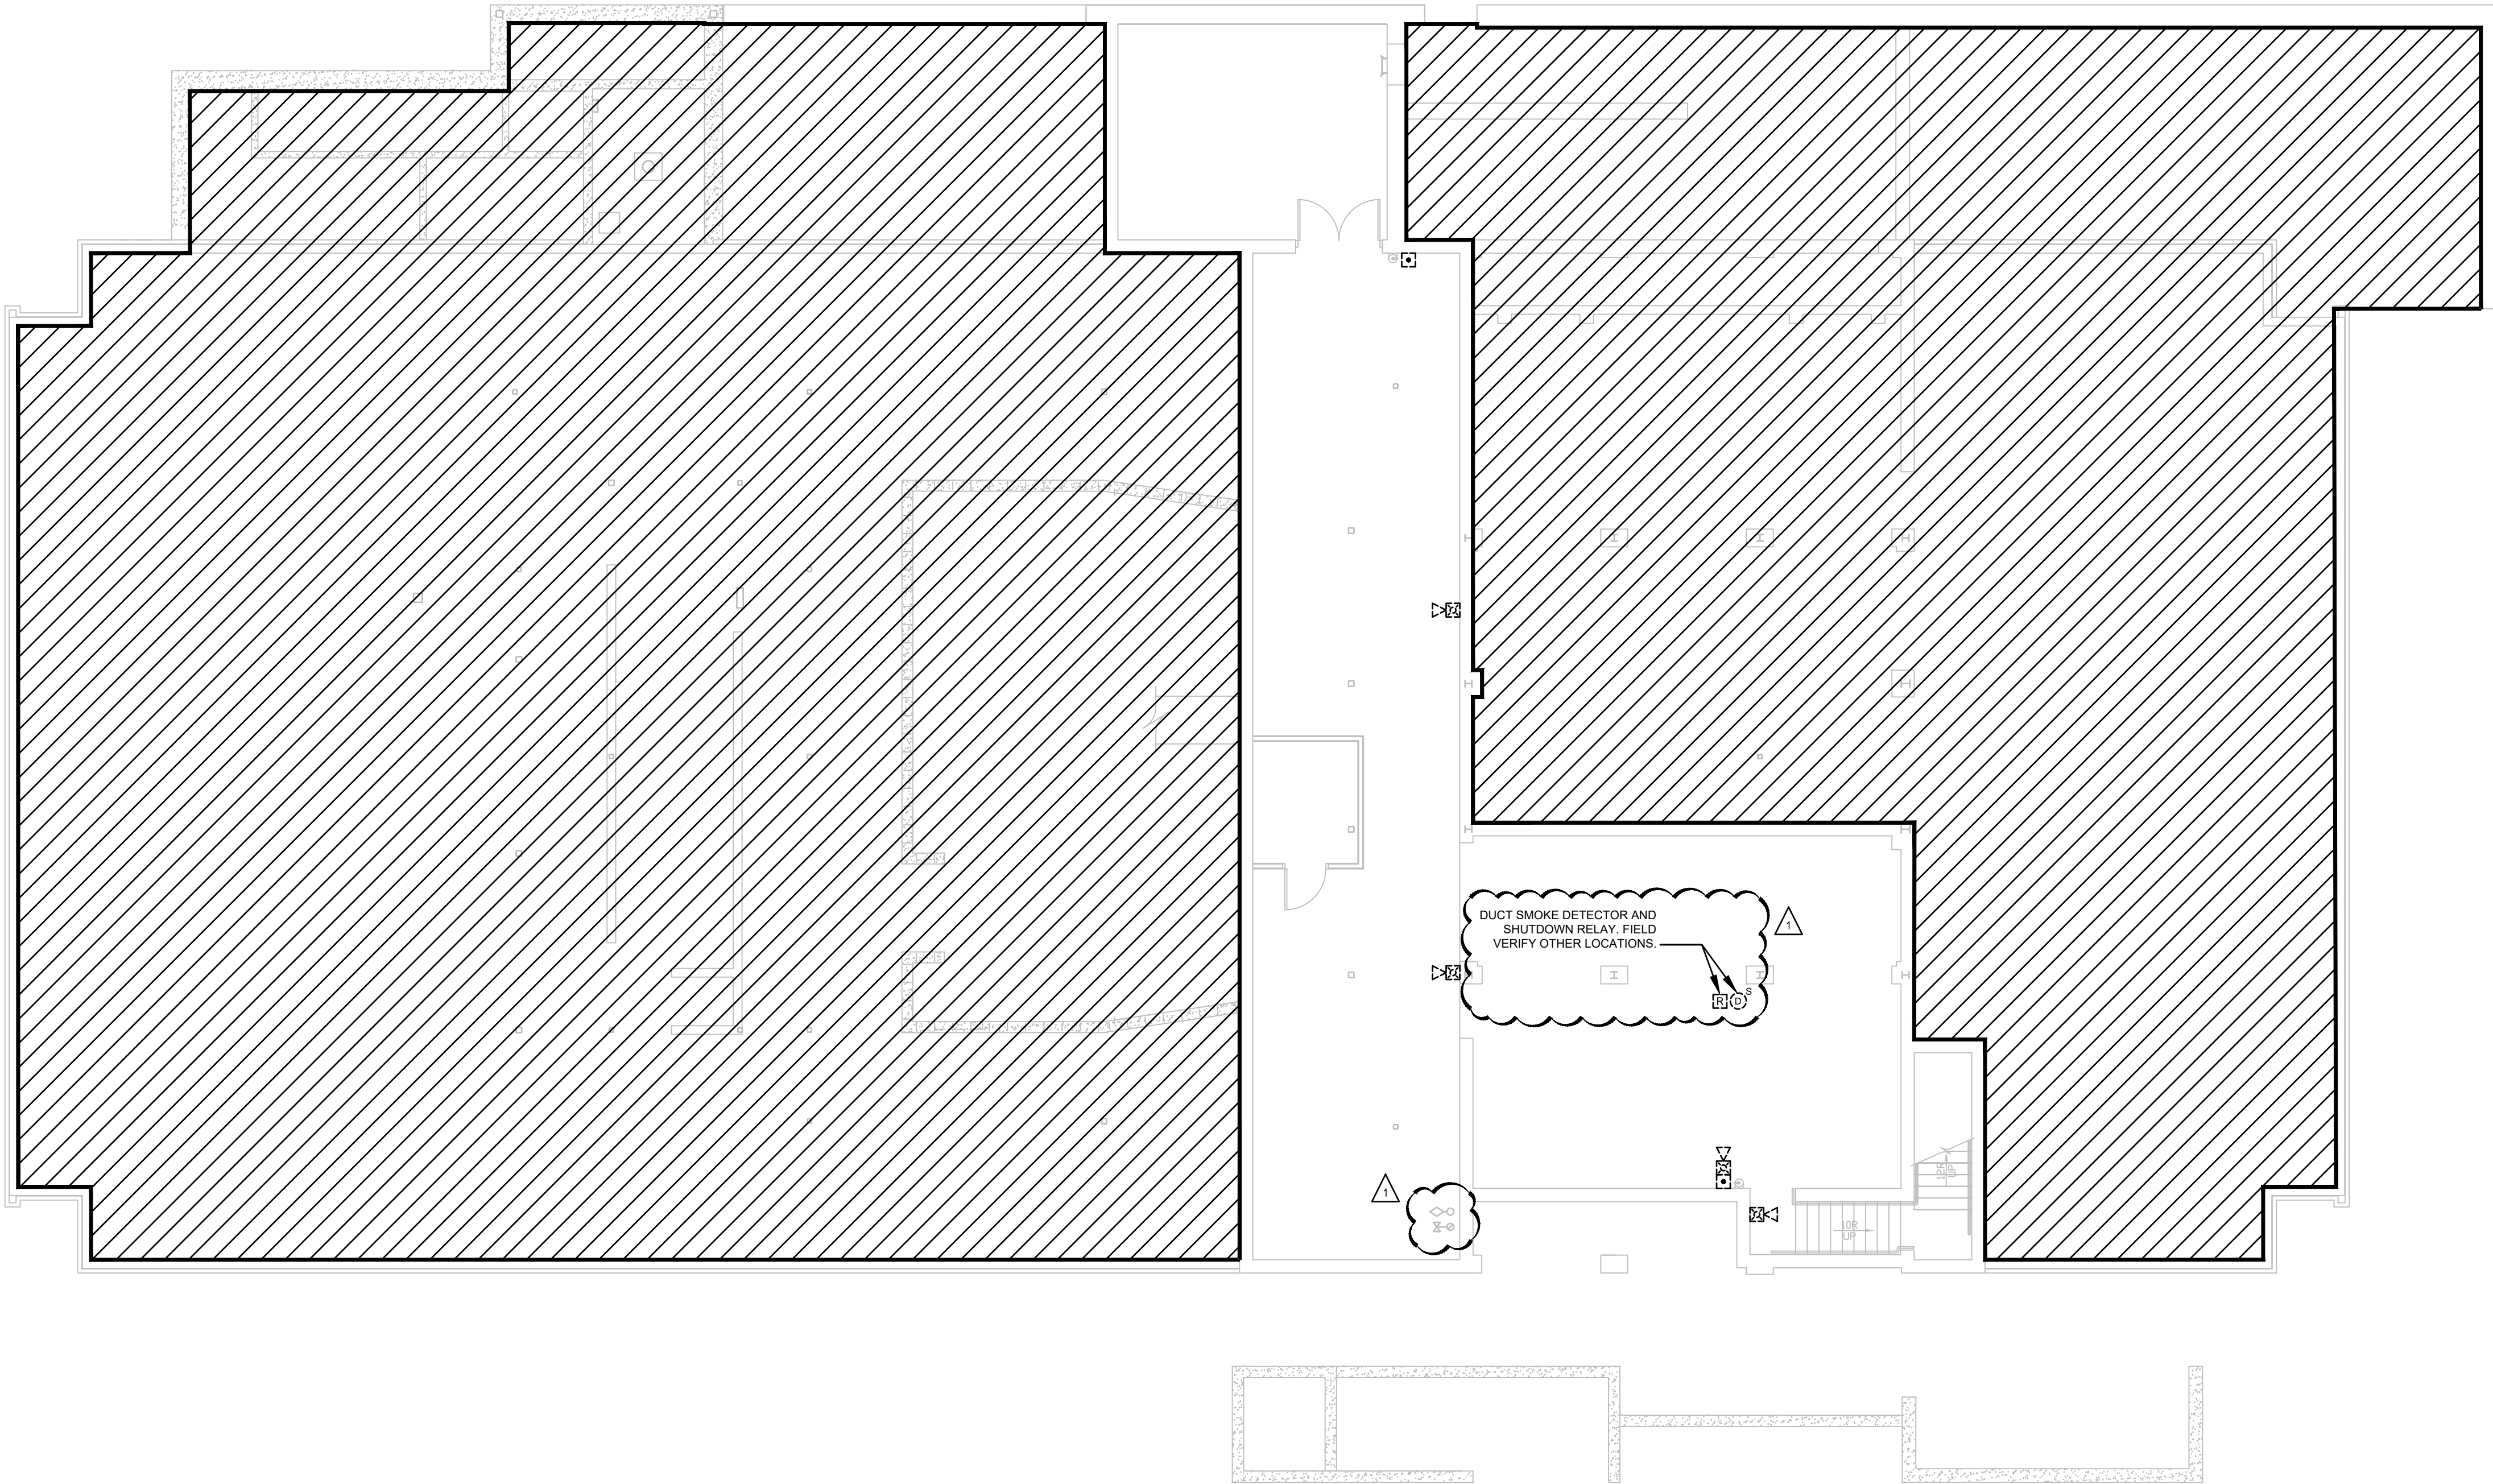 DUCT SMOKE DETECTOR AND
SHUTDOWN RELAY. FIELD
VERIFY OTHER LOCATIONS.
1
R
D
S
1
12R
UP
10R
UP